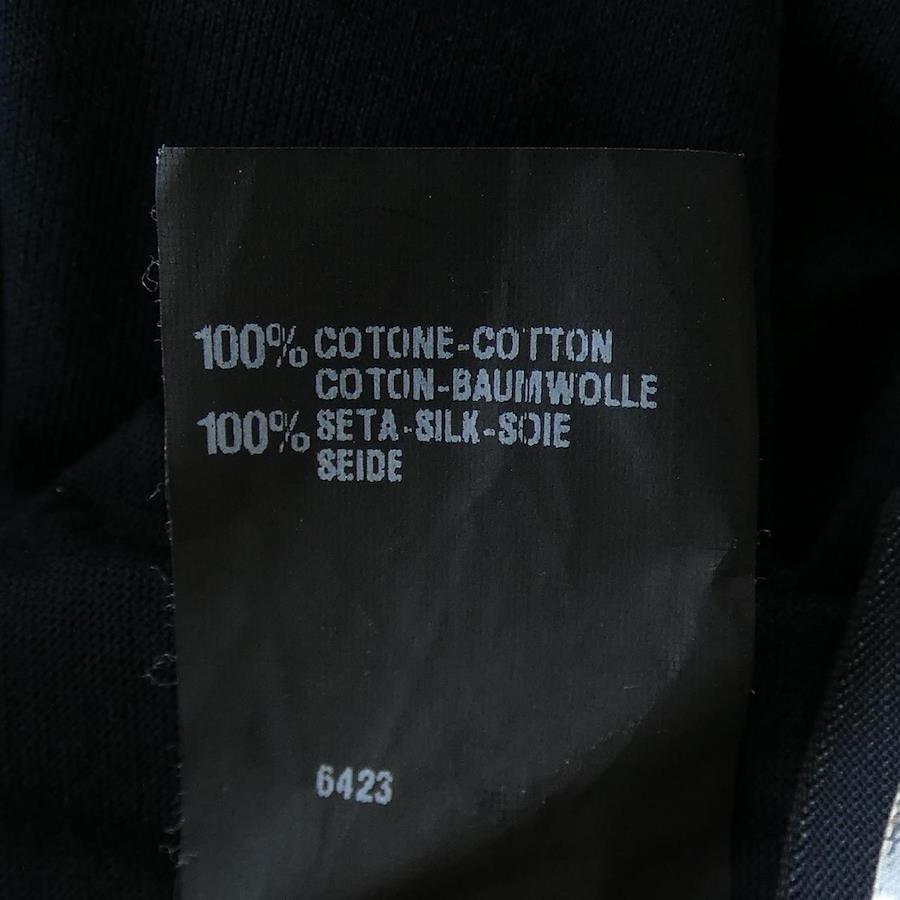 100% COTONE-COTTON
COTON-BAUMWOLLE
100% SETA-SILK-SOIE
SEIDE
6423